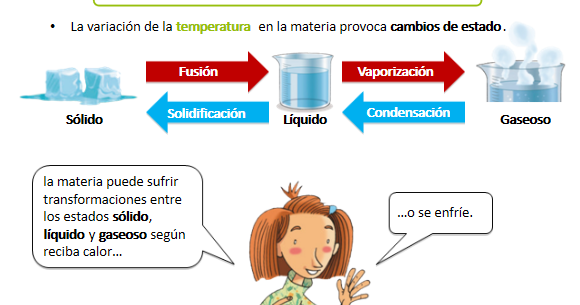 • La variación de la temperatura en la materia provoca cambios de estado.
Fusión
Vaporización
Solidificación
Condensación
Sólido
Líquido
Gaseoso
la materia puede sufrir
transformaciones entre
los estados sólido,
líquido y gaseoso según
reciba calor...
...o se enfríe.